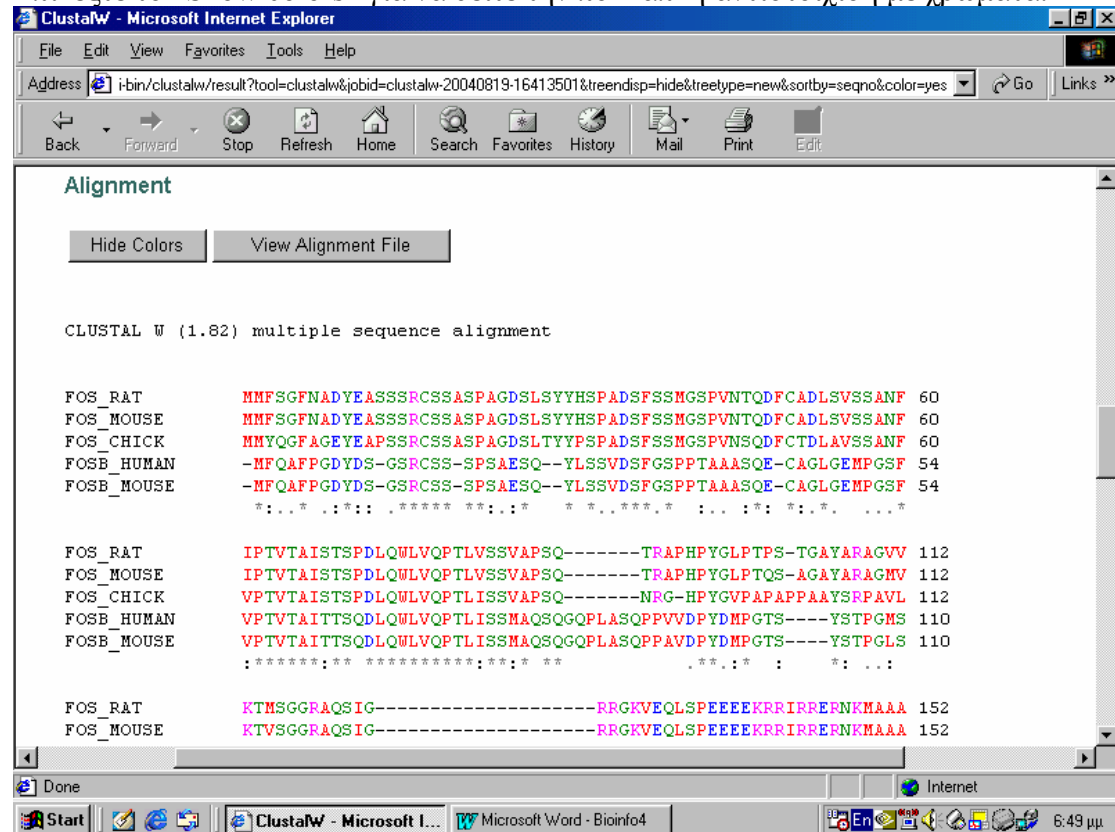 ClustalW - Microsoft Internet Explorer
File Edit View Favorites Tools Help
Address i-bin/clustalw/result?tool=clustalw&jobid=clustalw-20040819-16413501&treendisp=hide&treetype=new&sortby=seqno&color=yes Go Links »
Back Forward Stop Refresh Home Search Favorites History Mail Print Edit
Alignment
Hide Colors View Alignment File
CLUSTAL W (1.82) multiple sequence alignment
FOS_RAT MMFSGFNADYEASSSRCSSASPAGDSLSYYHSPADSFSSMGSPVNTQDFCADLSVSSANF 60
FOS_MOUSE MMFSGFNADYEASSSRCSSASPAGDSLSYYHSPADSFSSMGSPVNTQDFCADLSVSSANF 60
FOS_CHICK MMYQGFAGEYEAPSSRCSSASPAGDSLTYYPSPADSFSSMGSPVNSQDFCTDLAVSSANF 60
FOSB_HUMAN -MFQAFPGDYDS-GSRCSS-SPSAESQ--YLSSVDSFGSPPTAAASQE-CAGLGEMPGSF 54
FOSB_MOUSE -MFQAFPGDYDS-GSRCSS-SPSAESQ--YLSSVDSFGSPPTAAASQE-CAGLGEMPGSF 54
*:..* .:*:: .***** **:.:* * *..***.* :.. :*: *:.*. ...*
FOS_RAT IPTVTAISTSPDLQWLVQPTLVSSVAPSQ-------TRAPHPYGLPTPS-TGAYARAGVV 112
FOS_MOUSE IPTVTAISTSPDLQWLVQPTLVSSVAPSQ-------TRAPHPYGLPTQS-AGAYARAGMV 112
FOS_CHICK VPTVTAISTSPDLQWLVQPTLISSVAPSQ-------NRG-HPYGVPAPAPPAAYSRPAVL 112
FOSB_HUMAN VPTVTAITTSQDLQWLVQPTLISSMAQSQGQPLASQPPVVDPYDMPGTS----YSTPGMS 110
FOSB_MOUSE VPTVTAITTSQDLQWLVQPTLISSMAQSQGQPLASQPPAVDPYDMPGTS----YSTPGLS 110
:******:** **********:**:* ** .**.:* : *: ..:
FOS_RAT KTMSGGRAQSIG--------------------RRGKVEQLSPEEEEKRRIRRERNKMAAA 152
FOS_MOUSE KTVSGGRAQSIG--------------------RRGKVEQLSPEEEEKRRIRRERNKMAAA 152
Done Internet
Start ClustalW - Microsoft I... Microsoft Word - Bioinfo4 En 6:49 μμ